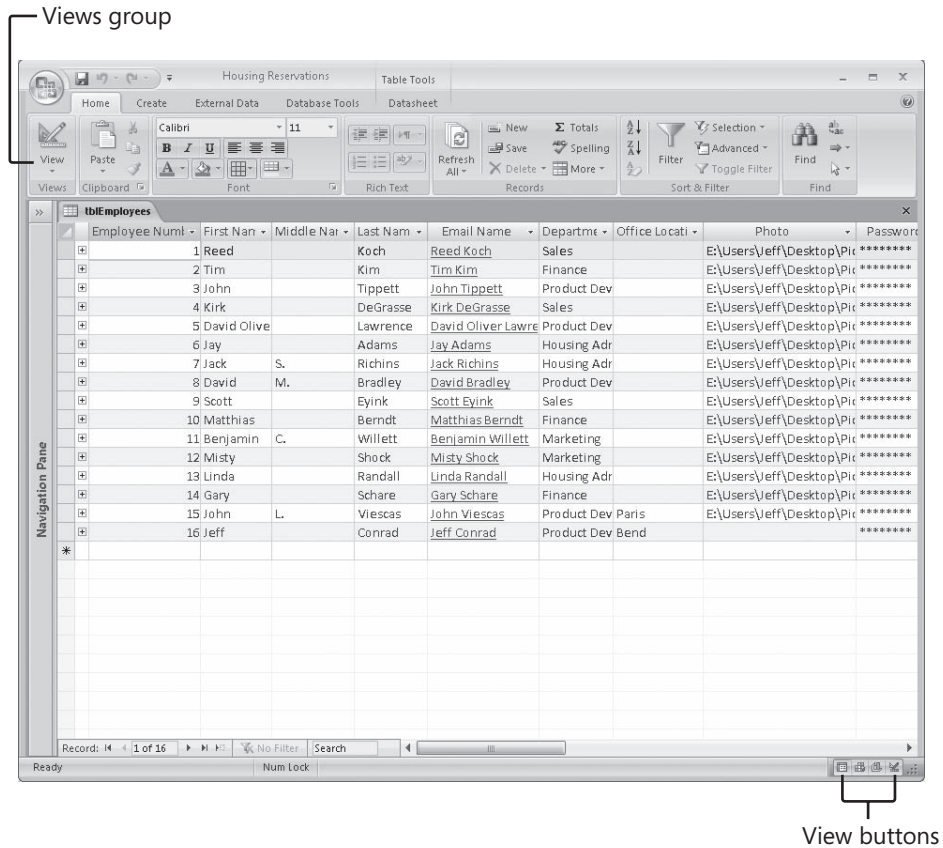 Views group
Housing Reservations
Table Tools
Home Create External Data Database Tools Datasheet
View
Views
Paste
Clipboard
Calibri 11
B I U
A
Font
Rich Text
Refresh All
New
Save
Delete
Σ Totals
Spelling
More
Records
Filter
Selection
Advanced
Toggle Filter
Sort & Filter
Find
Find
tblEmployees
Employee Numl First Nan Middle Nar Last Nam Email Name Departme Office Locati Photo Password
1 Reed Koch Reed Koch Sales E:\Users\Jeff\Desktop\Pic ********
2 Tim Kim Tim Kim Finance E:\Users\Jeff\Desktop\Pic ********
3 John Tippett John Tippett Product Dev E:\Users\Jeff\Desktop\Pic ********
4 Kirk DeGrasse Kirk DeGrasse Sales E:\Users\Jeff\Desktop\Pic ********
5 David Olive Lawrence David Oliver Lawre Product Dev E:\Users\Jeff\Desktop\Pic ********
6 Jay Adams Jay Adams Housing Adr E:\Users\Jeff\Desktop\Pic ********
7 Jack S. Richins Jack Richins Housing Adr E:\Users\Jeff\Desktop\Pic ********
8 David M. Bradley David Bradley Product Dev E:\Users\Jeff\Desktop\Pic ********
9 Scott Eyink Scott Eyink Sales E:\Users\Jeff\Desktop\Pic ********
10 Matthias Berndt Matthias Berndt Finance E:\Users\Jeff\Desktop\Pic ********
11 Benjamin C. Willett Benjamin Willett Marketing E:\Users\Jeff\Desktop\Pic ********
12 Misty Shock Misty Shock Marketing E:\Users\Jeff\Desktop\Pic ********
13 Linda Randall Linda Randall Housing Adr E:\Users\Jeff\Desktop\Pic ********
14 Gary Schare Gary Schare Finance E:\Users\Jeff\Desktop\Pic ********
15 John L. Viescas John Viescas Product Dev Paris E:\Users\Jeff\Desktop\Pic ********
16 Jeff Conrad Jeff Conrad Product Dev Bend ********
Navigation Pane
Record: 1 of 16 No Filter Search
Ready Num Lock
View buttons